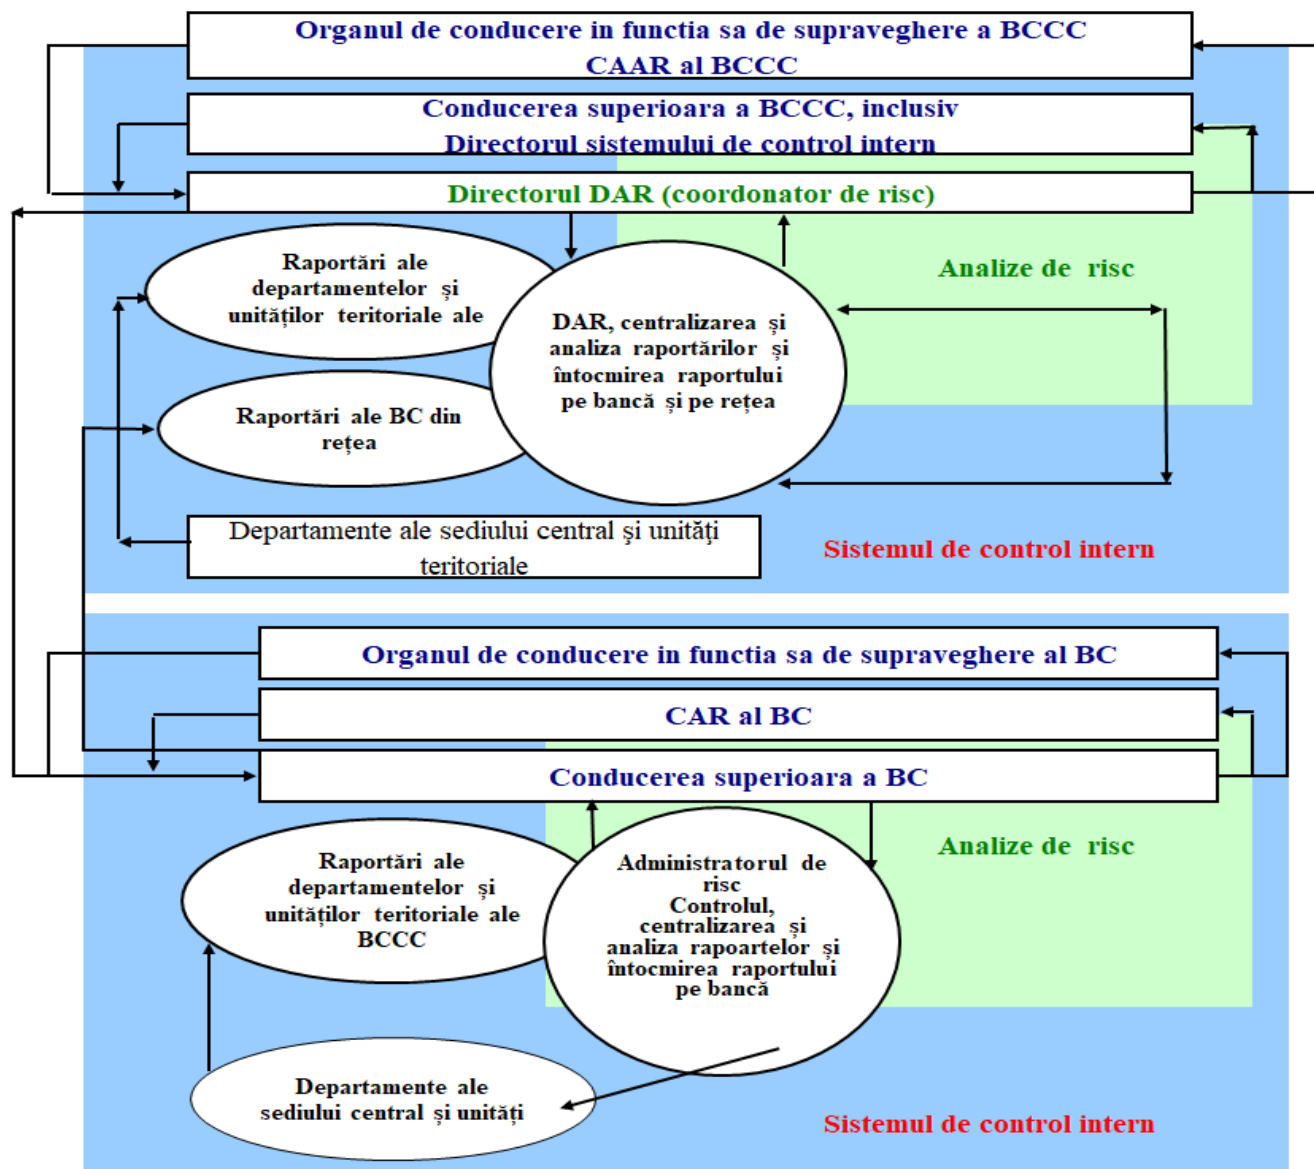 Organul de conducere in functia sa de supraveghere a BCCC
CAAR al BCCC
Conducerea superioara a BCCC, inclusiv
Directorul sistemului de control intern
Directorul DAR (coordonator de risc)
Raportări ale
departamentelor și
unităților teritoriale ale
DAR, centralizarea și
analiza raportărilor și
întocmirea raportului
pe bancă și pe rețea
Analize de risc
Raportări ale BC din
rețea
Departamente ale sediului central şi unităţi
teritoriale
Sistemul de control intern
Organul de conducere in functia sa de supraveghere al BC
CAR al BC
Conducerea superioara a BC
Raportări ale
departamentelor și
unităților teritoriale ale
BCCC
Administratorul de
risc
Controlul,
centralizarea și
analiza rapoartelor și
întocmirea raportului
pe bancă
Analize de risc
Departamente ale
sediului central și unități
Sistemul de control intern